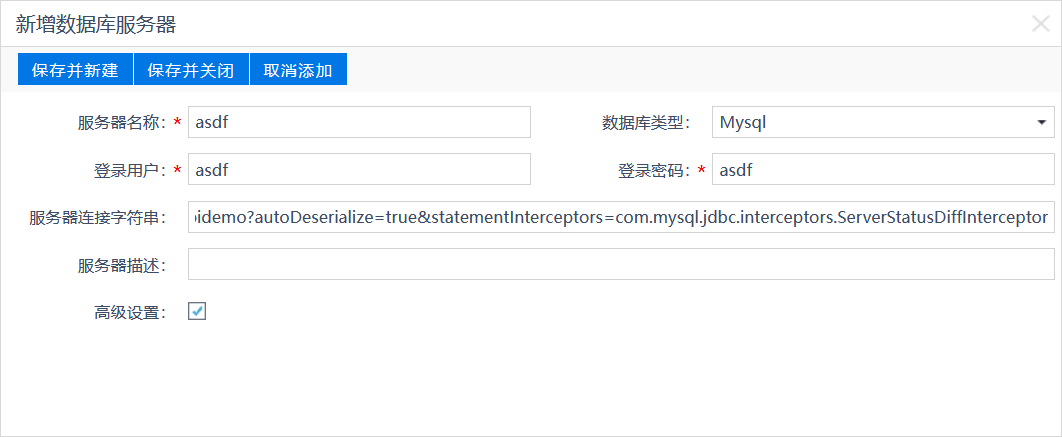 新增数据库服务器
保存并新建 保存并关闭 取消添加
服务器名称：* asdf 数据库类型： Mysql
登录用户：* asdf 登录密码：* asdf
服务器连接字符串： idemo?autoDeserialize=true&statementInterceptors=com.mysql.jdbc.interceptors.ServerStatusDiffInterceptor
服务器描述：
高级设置：